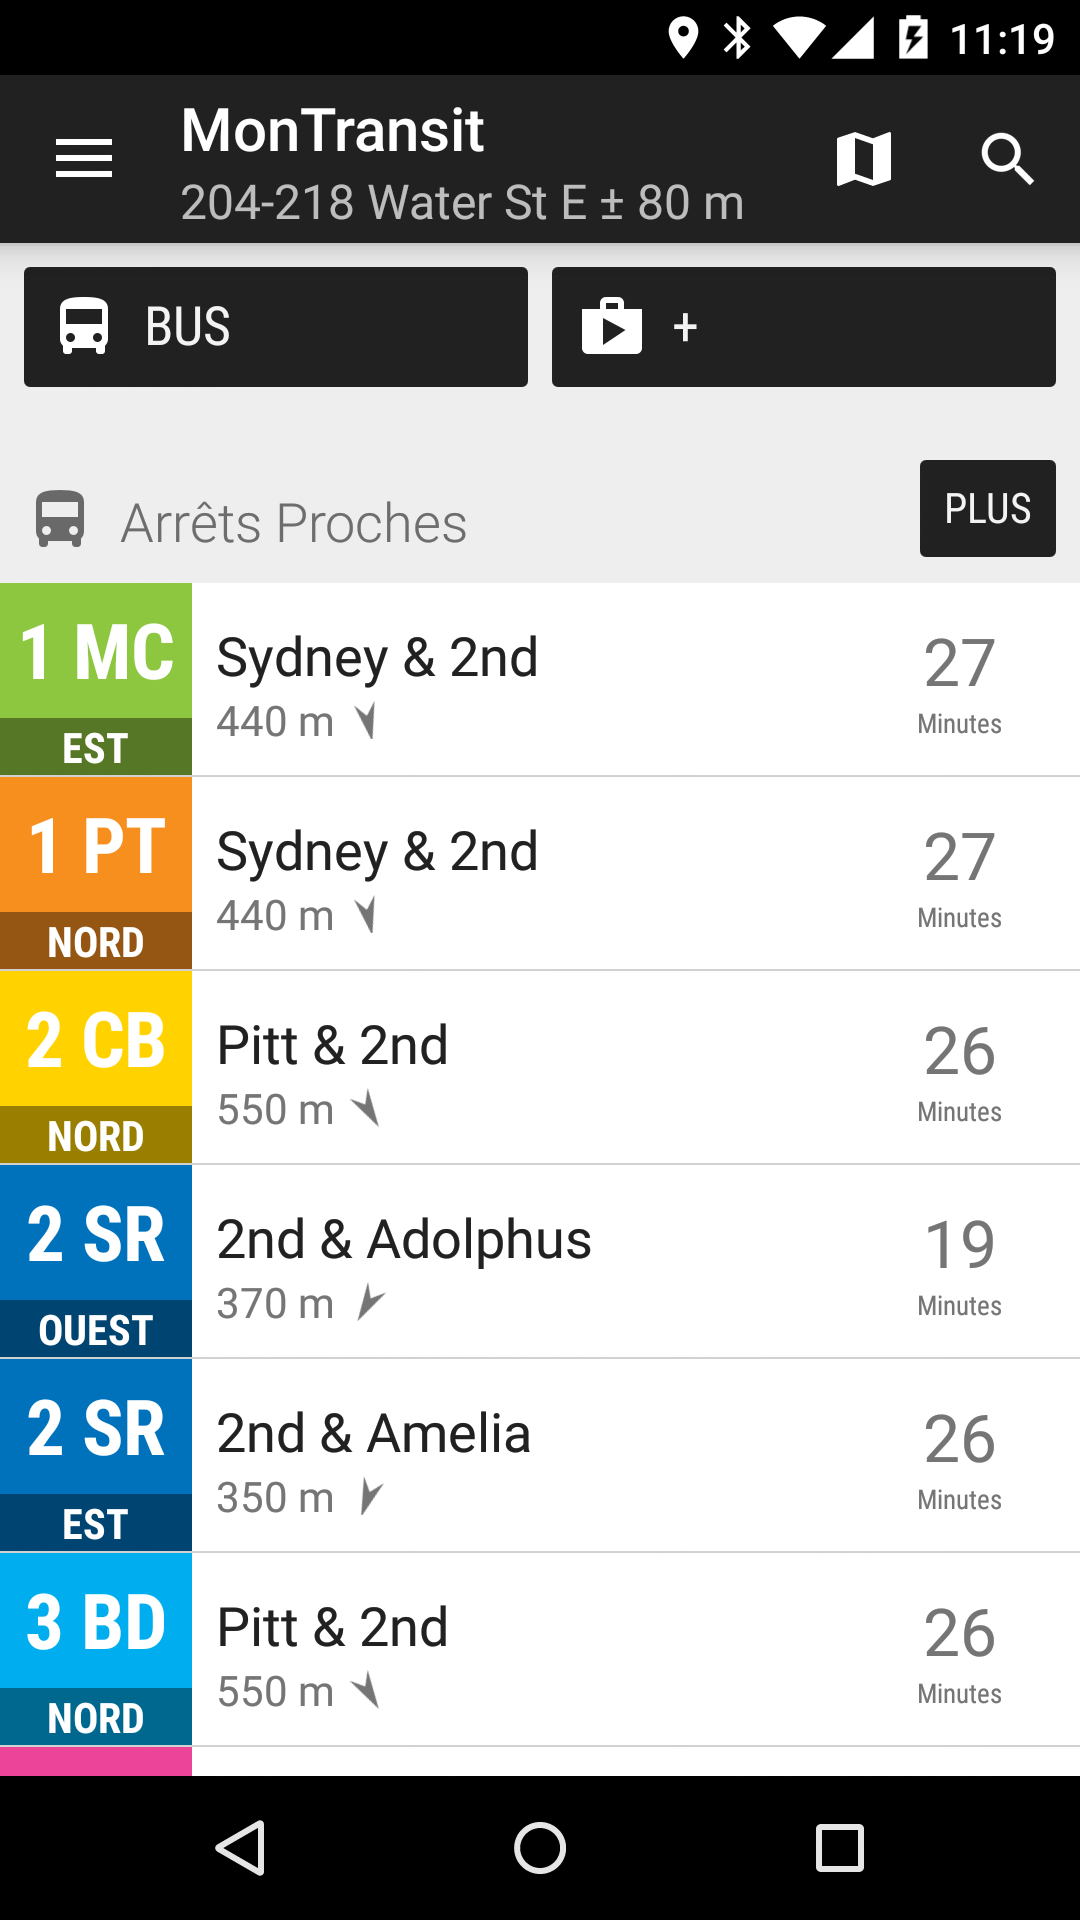 11:19
MonTransit
204-218 Water St E ± 80 m
BUS
+
Arrêts Proches
PLUS
1 MC
EST
Sydney & 2nd
440 m
27
Minutes
1 PT
NORD
Sydney & 2nd
440 m
27
Minutes
2 CB
NORD
Pitt & 2nd
550 m
26
Minutes
2 SR
OUEST
2nd & Adolphus
370 m
19
Minutes
2 SR
EST
2nd & Amelia
350 m
26
Minutes
3 BD
NORD
Pitt & 2nd
550 m
26
Minutes